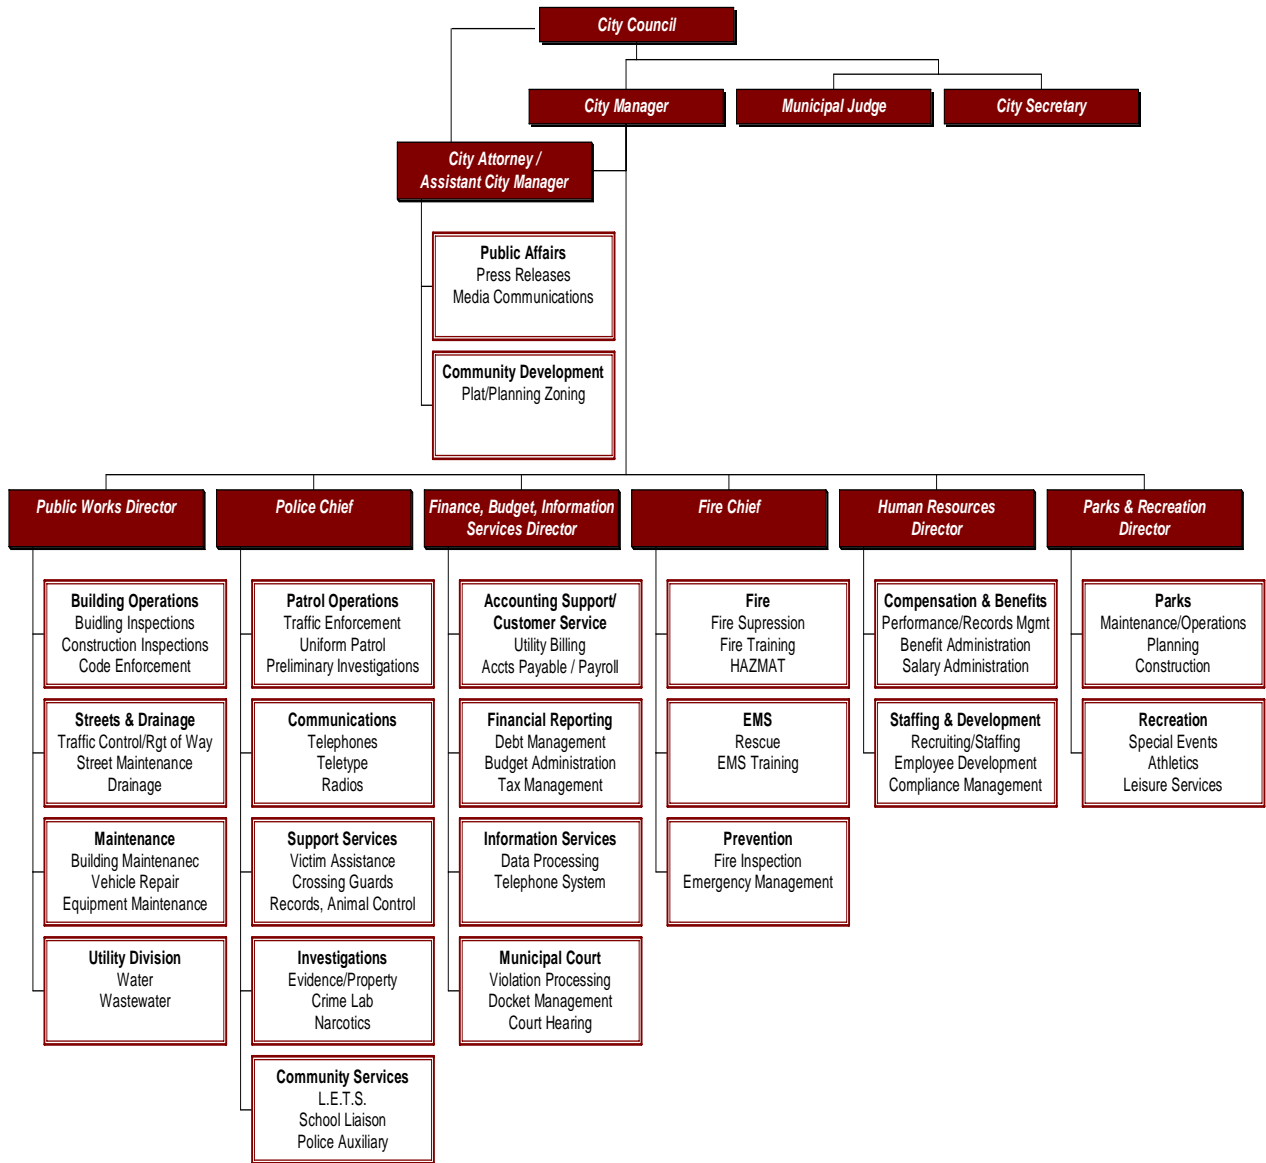 City Council
City Manager
Municipal Judge
City Secretary
City Attorney /
Assistant City Manager
Public Affairs
Press Releases
Media Communications
Community Development
Plat/Planning Zoning
Public Works Director
Police Chief
Finance, Budget, Information
Services Director
Fire Chief
Human Resources
Director
Parks & Recreation
Director
Building Operations
Buidling Inspections
Construction Inspections
Code Enforcement
Streets & Drainage
Traffic Control/Rgt of Way
Street Maintenance
Drainage
Maintenance
Building Maintenanec
Vehicle Repair
Equipment Maintenance
Utility Division
Water
Wastewater
Patrol Operations
Traffic Enforcement
Uniform Patrol
Preliminary Investigations
Communications
Telephones
Teletype
Radios
Support Services
Victim Assistance
Crossing Guards
Records, Animal Control
Investigations
Evidence/Property
Crime Lab
Narcotics
Community Services
L.E.T.S.
School Liaison
Police Auxiliary
Accounting Support/
Customer Service
Utility Billing
Accts Payable / Payroll
Financial Reporting
Debt Management
Budget Administration
Tax Management
Information Services
Data Processing
Telephone System
Municipal Court
Violation Processing
Docket Management
Court Hearing
Fire
Fire Supression
Fire Training
HAZMAT
EMS
Rescue
EMS Training
Prevention
Fire Inspection
Emergency Management
Compensation & Benefits
Performance/Records Mgmt
Benefit Administration
Salary Administration
Staffing & Development
Recruiting/Staffing
Employee Development
Compliance Management
Parks
Maintenance/Operations
Planning
Construction
Recreation
Special Events
Athletics
Leisure Services